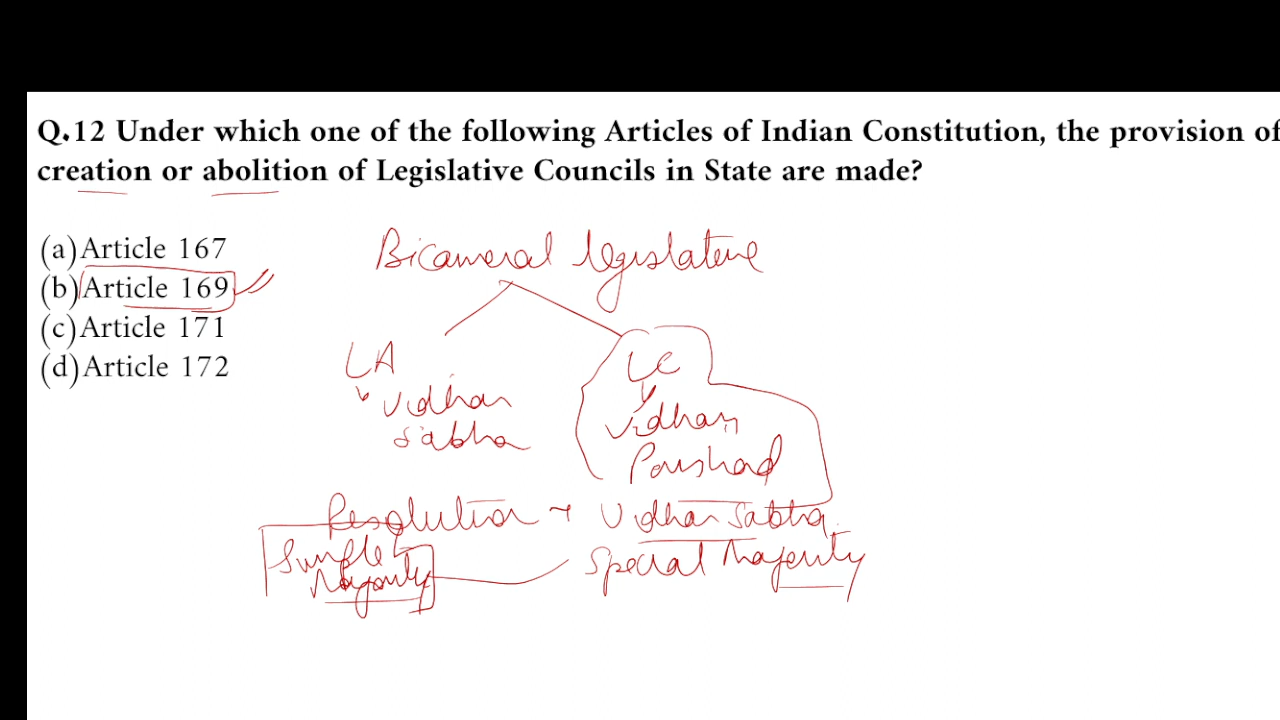 Q.12 Under which one of the following Articles of Indian Constitution, the provision of
creation or abolition of Legislative Councils in State are made?
(a) Article 167
(b) Article 169
(c) Article 171
(d) Article 172
Bicameral legislature
LA
Vidhan
Sabha
LC
Vidhan
Parishad
Resolution → Vidhan Sabha
Simple
Majority
Special Majority